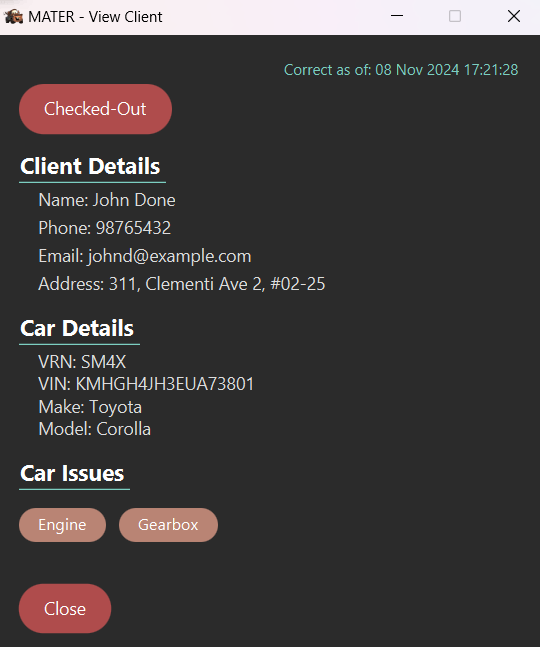 MATER - View Client
Correct as of: 08 Nov 2024 17:21:28
Checked-Out
Client Details
Name: John Done
Phone: 98765432
Email: johnd@example.com
Address: 311, Clementi Ave 2, #02-25
Car Details
VRN: SM4X
VIN: KMHGH4JH3EUA73801
Make: Toyota
Model: Corolla
Car Issues
Engine Gearbox
Close